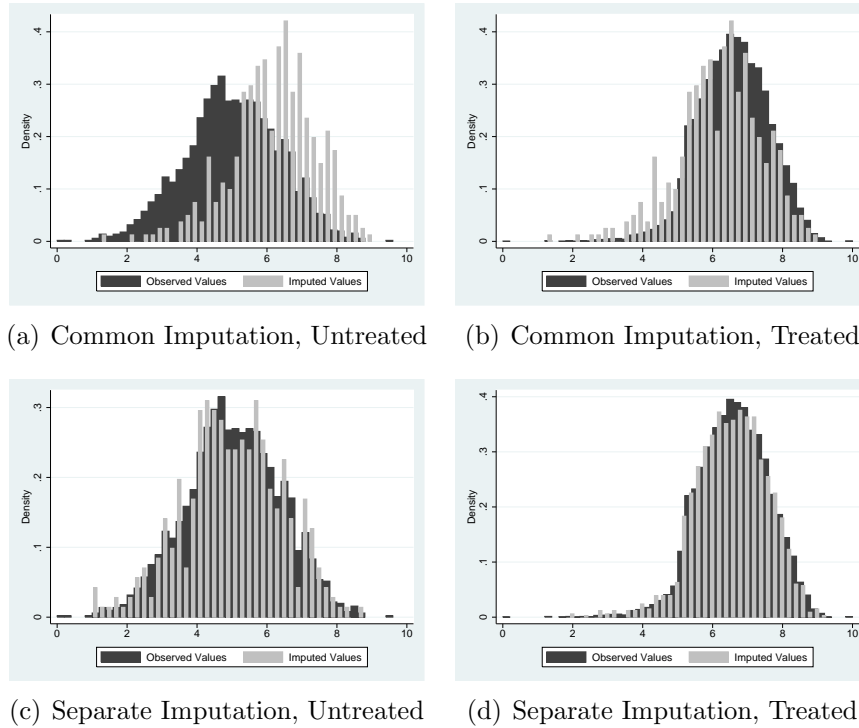 .4
.3
.2
.1
0
Density
0 2 4 6 8 10
Observed Values Imputed Values
(a) Common Imputation, Untreated
.4
.3
.2
.1
0
Density
0 2 4 6 8 10
Observed Values Imputed Values
(b) Common Imputation, Treated
.3
.2
.1
0
Density
0 2 4 6 8 10
Observed Values Imputed Values
(c) Separate Imputation, Untreated
.4
.3
.2
.1
0
Density
0 2 4 6 8 10
Observed Values Imputed Values
(d) Separate Imputation, Treated